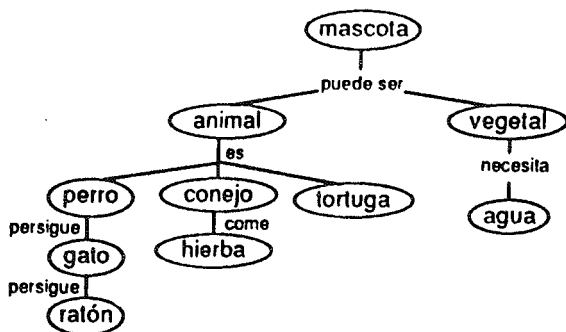 mascota
puede ser
animal vegetal
es
necesita
perro conejo tortuga
agua
persigue come
gato hierba
persigue
ratón